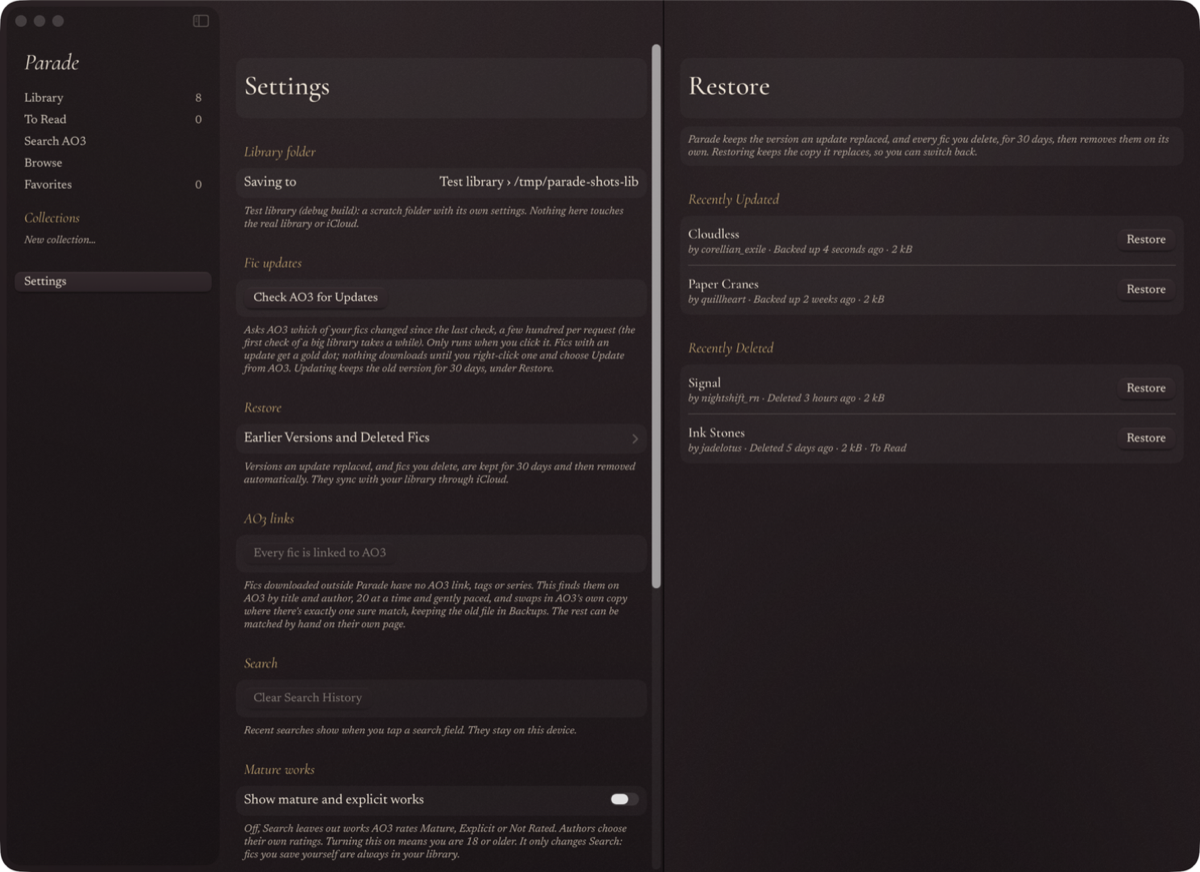 Parade
Library 8
To Read 0
Search AO3
Browse
Favorites 0
Collections
New collection...
Settings
Settings
Library folder
Saving to Test library › /tmp/parade-shots-lib
Test library (debug build): a scratch folder with its own settings. Nothing here touches
the real library or iCloud.
Fic updates
Check AO3 for Updates
Asks AO3 which of your fics changed since the last check, a few hundred per request (the
first check of a big library takes a while). Only runs when you click it. Fics with an
update get a gold dot; nothing downloads until you right-click one and choose Update
from AO3. Updating keeps the old version for 30 days, under Restore.
Restore
Earlier Versions and Deleted Fics
Versions an update replaced, and fics you delete, are kept for 30 days and then removed
automatically. They sync with your library through iCloud.
AO3 links
Every fic is linked to AO3
Fics downloaded outside Parade have no AO3 link, tags or series. This finds them on
AO3 by title and author, 20 at a time and gently paced, and swaps in AO3's own copy
where there's exactly one sure match, keeping the old file in Backups. The rest can be
matched by hand on their own page.
Search
Clear Search History
Recent searches show when you tap a search field. They stay on this device.
Mature works
Show mature and explicit works
Off, Search leaves out works AO3 rates Mature, Explicit or Not Rated. Authors choose
their own ratings. Turning this on means you are 18 or older. It only changes Search:
fics you save yourself are always in your library.
Restore
Parade keeps the version an update replaced, and every fic you delete, for 30 days, then removes them on its
own. Restoring keeps the copy it replaces, so you can switch back.
Recently Updated
Cloudless
by corellian_exile · Backed up 4 seconds ago · 2 kB
Restore
Paper Cranes
by quillheart · Backed up 2 weeks ago · 2 kB
Restore
Recently Deleted
Signal
by nightshift_rn · Deleted 3 hours ago · 2 kB
Restore
Ink Stones
by jadelotus · Deleted 5 days ago · 2 kB · To Read
Restore